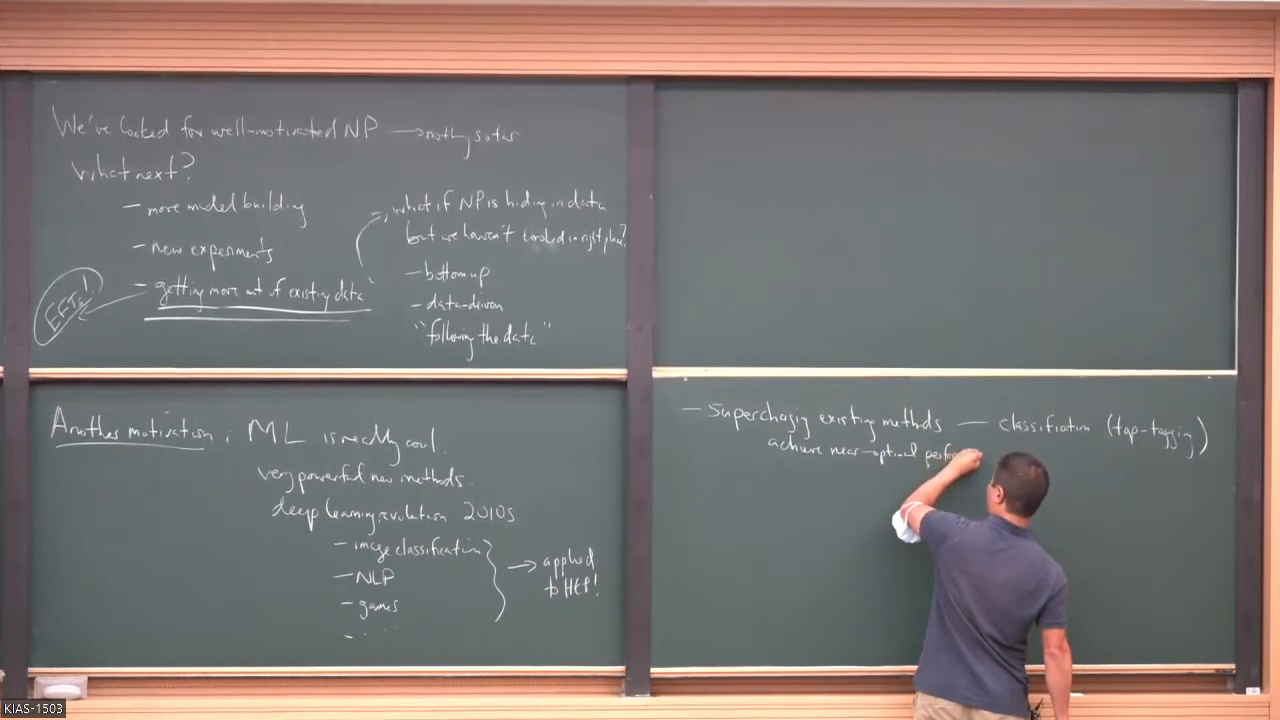 We've looked for well-motivated NP → nothing so far
What next?
- more model building
- new experiments
- getting more out of existing data
EFTs!
what if NP is hiding in data
but we haven't looked in right place?
- bottom up
- data-driven
"following the data"
Another motivation: ML is really cool.
very powerful new methods
deep learning revolution 2010s
- image classification
- NLP
- games
- .....
→ applied
to HEP!
- Supercharging existing methods — classification (top-tagging)
achieve near-optimal perfo
KIAS-1503